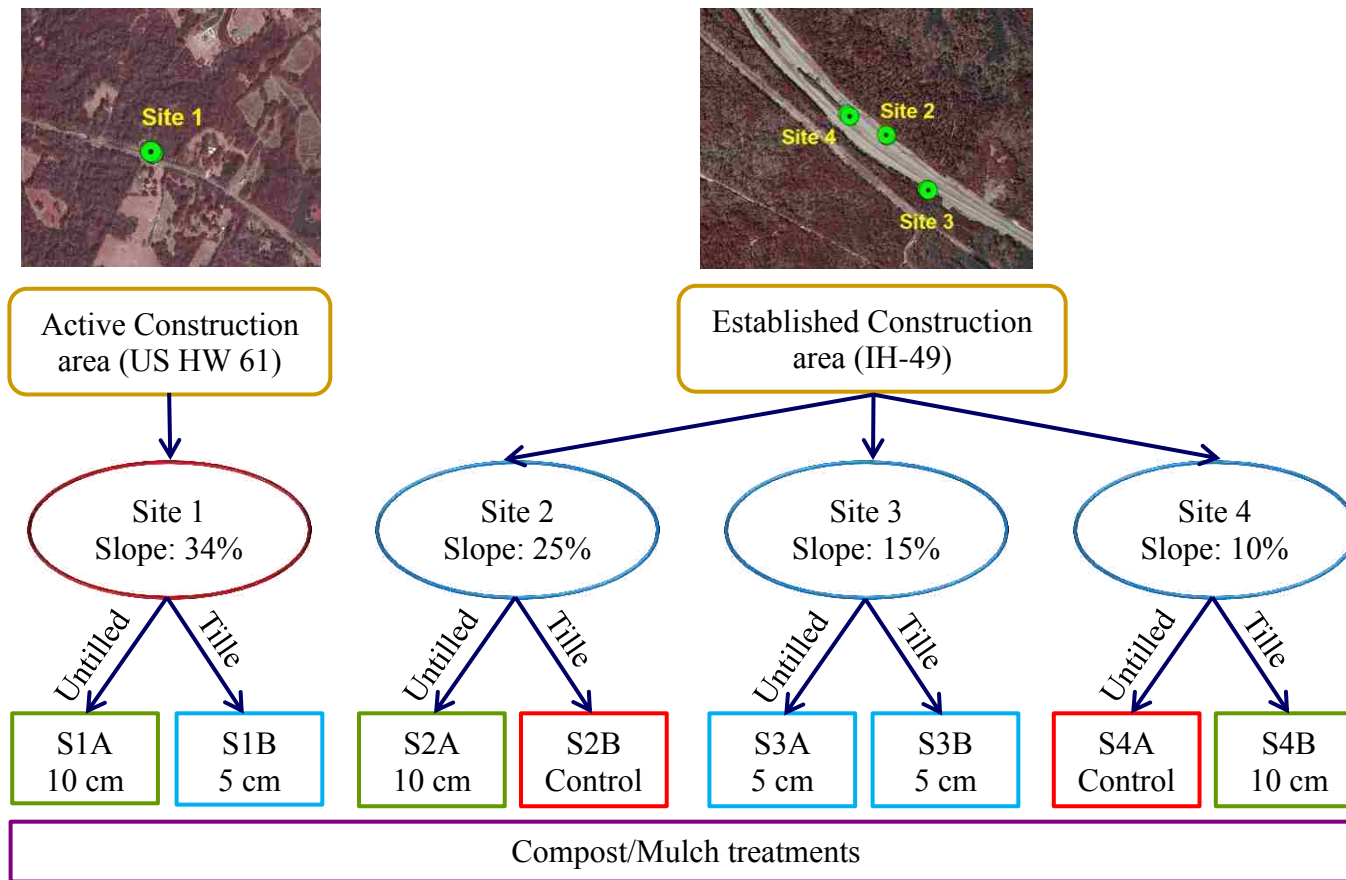 Site 1
Site 2
Site 4
Site 3
Active Construction
area (US HW 61)
Established Construction
area (IH-49)
Site 1
Slope: 34%
Site 2
Slope: 25%
Site 3
Slope: 15%
Site 4
Slope: 10%
Untilled
Tille
Untilled
Tille
Untilled
Tille
Untilled
Tille
S1A
10 cm
S1B
5 cm
S2A
10 cm
S2B
Control
S3A
5 cm
S3B
5 cm
S4A
Control
S4B
10 cm
Compost/Mulch treatments